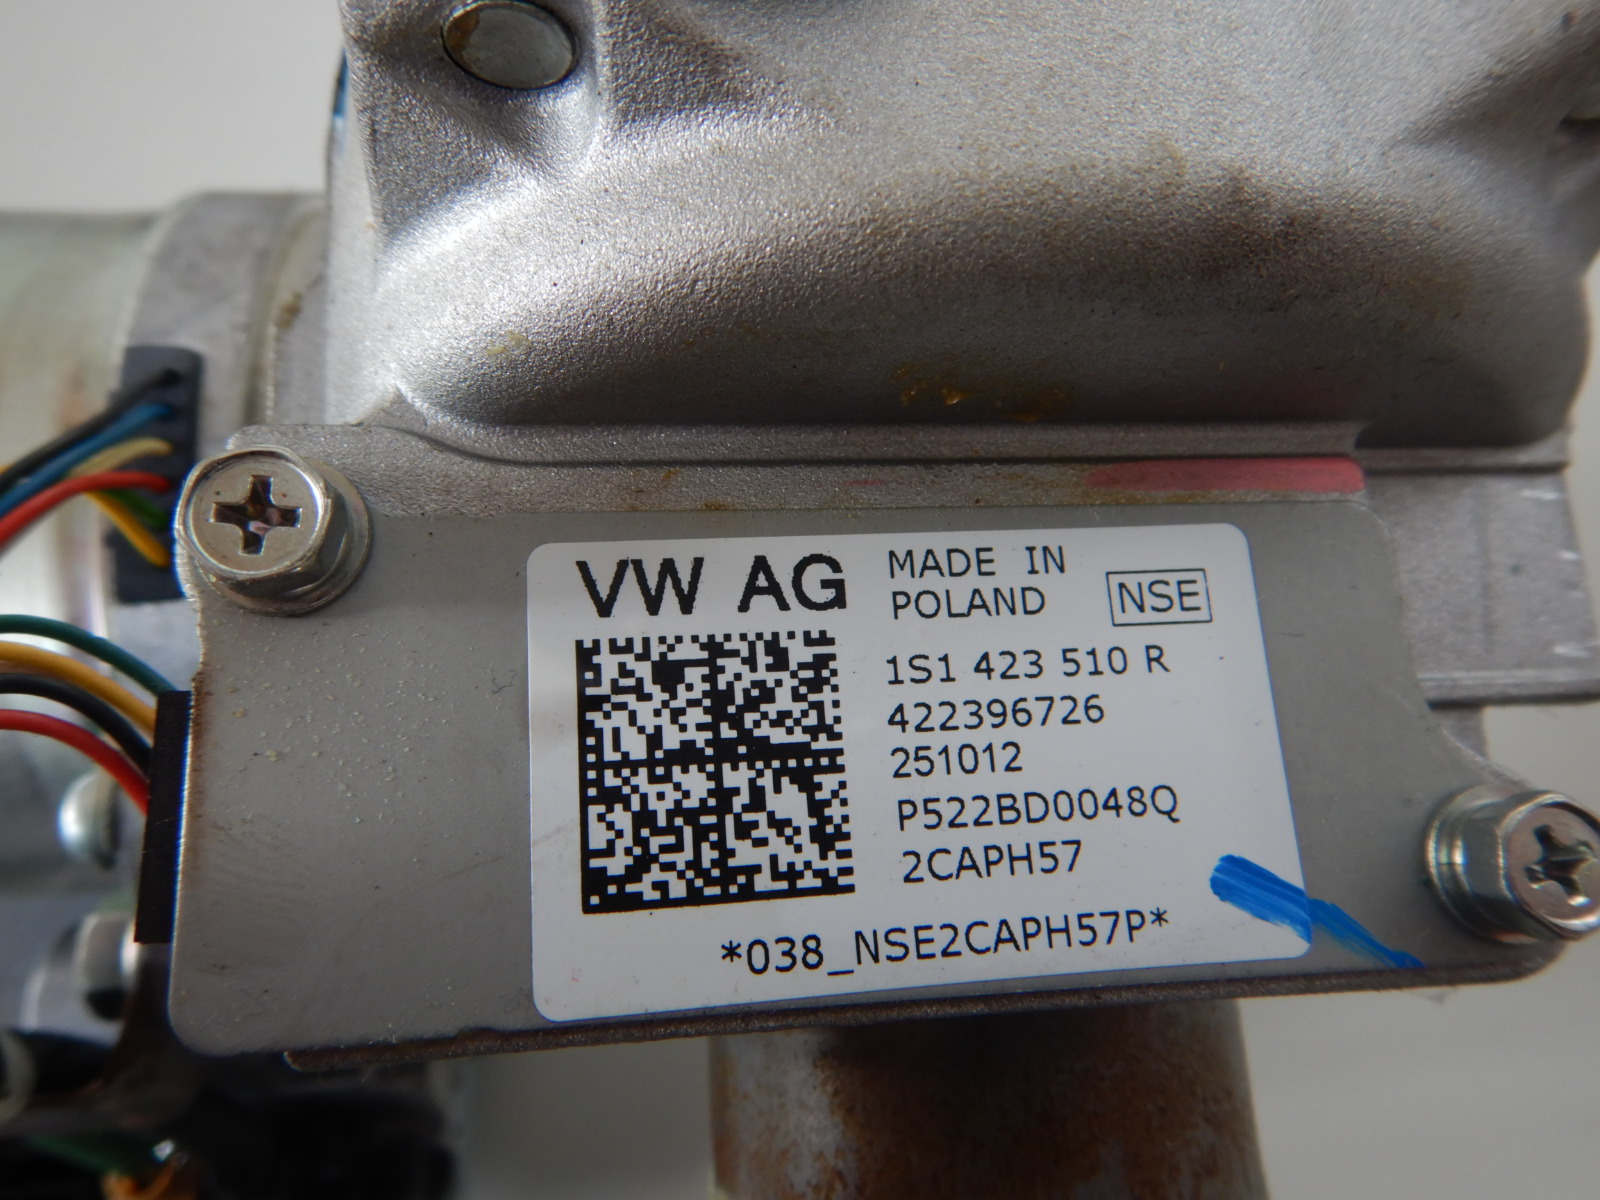 VW AG
MADE IN
POLAND
NSE
1S1 423 510 R
422396726
251012
P522BD0048Q
2CAPH57
*038_NSE2CAPH57P*